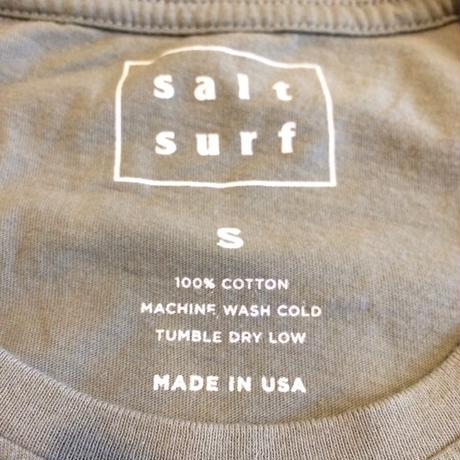 salt
surf
S
100% COTTON
MACHINE WASH COLD
TUMBLE DRY LOW
MADE IN USA